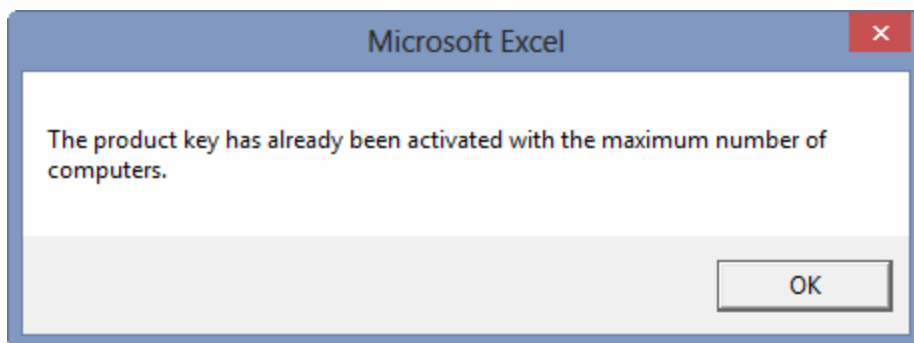 Microsoft Excel
The product key has already been activated with the maximum number of
computers.
OK